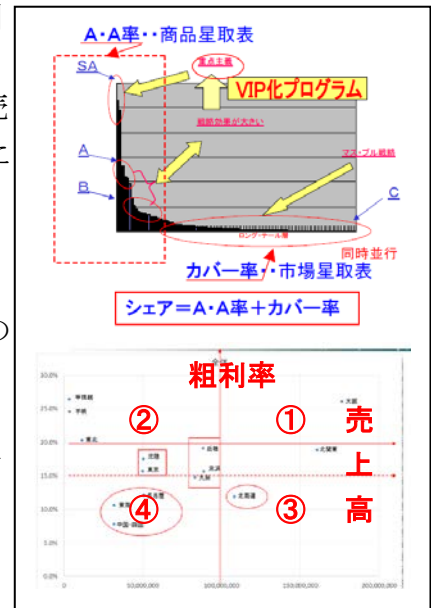 A・A率・・商品星取表
SA
重点主義
VIP化プログラム
戦略効果が大きい
A
マス・プル戦略
B
C
ロング・テール層
同時並行
カバー率・・市場星取表
シェア＝A・A率＋カバー率
粗利率
30.0%
25.0%
大阪
②
①
売
東北
20.0%
北陸
北関東
上
東京
15.0%
大阪
北海道
④
③
高
10.0%
中国・四国
5.0%
0.0%
0
50,000,000
100,000,000
150,000,000
200,000,000